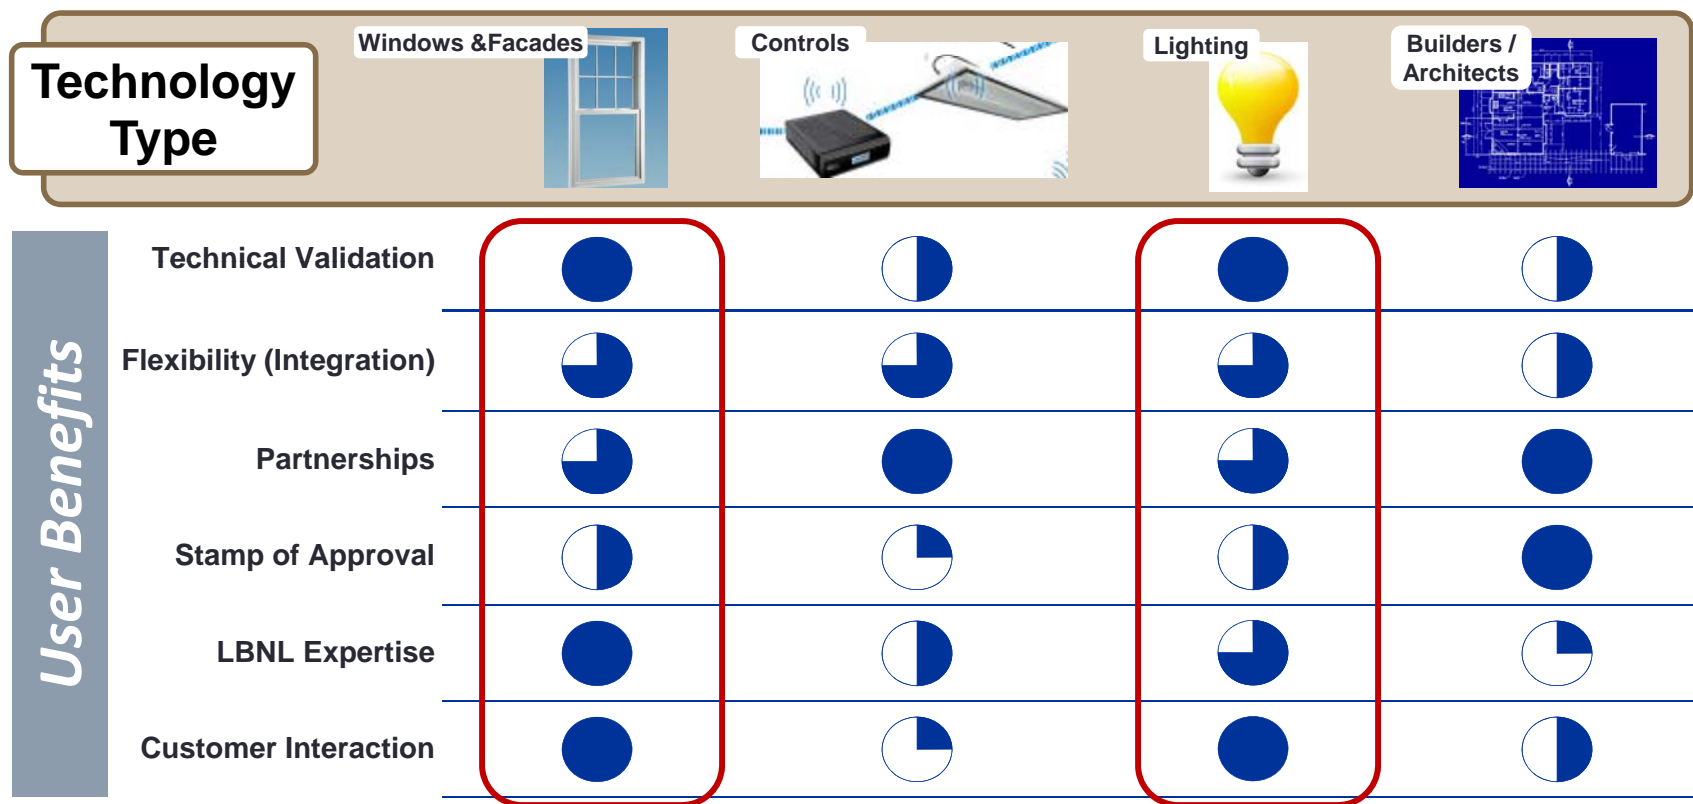 Technology
Type
Windows &Facades
Controls
Lighting
Builders /
Architects
User Benefits
Technical Validation
Flexibility (Integration)
Partnerships
Stamp of Approval
LBNL Expertise
Customer Interaction